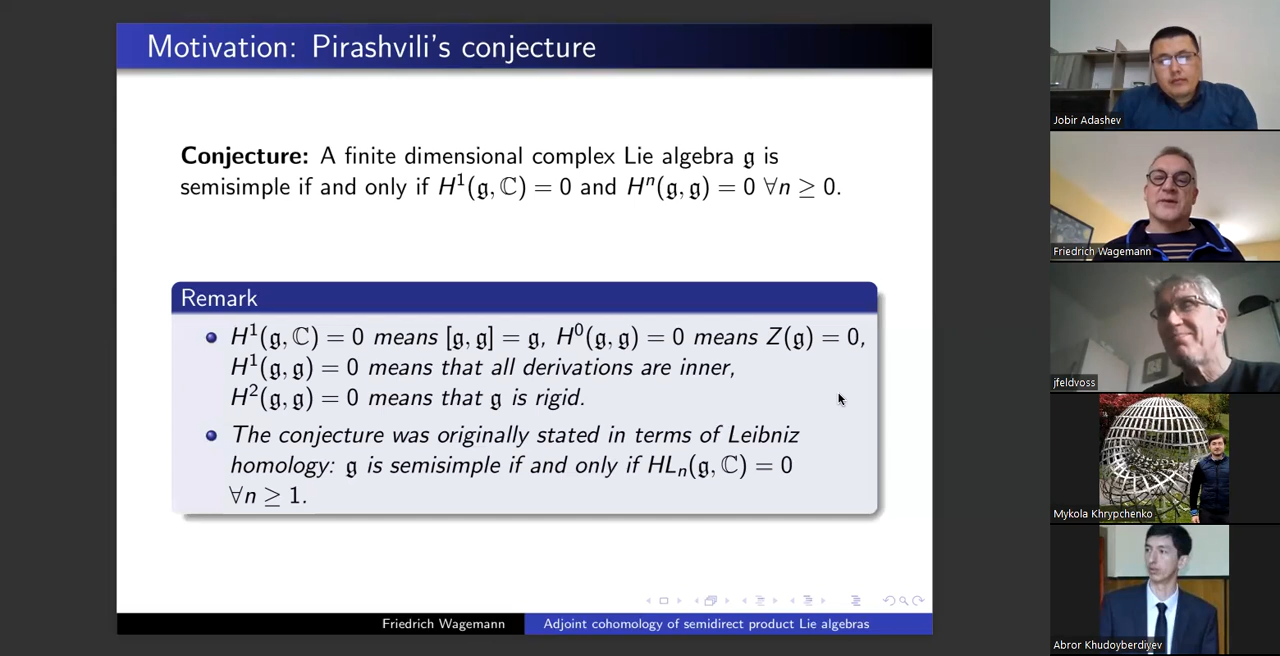 Motivation: Pirashvili's conjecture
Conjecture: A finite dimensional complex Lie algebra 𝔤 is
semisimple if and only if H¹(𝔤, ℂ) = 0 and Hⁿ(𝔤, 𝔤) = 0 ∀n ≥ 0.
Remark
H¹(𝔤, ℂ) = 0 means [𝔤, 𝔤] = 𝔤, H⁰(𝔤, 𝔤) = 0 means Z(𝔤) = 0,
H¹(𝔤, 𝔤) = 0 means that all derivations are inner,
H²(𝔤, 𝔤) = 0 means that 𝔤 is rigid.
The conjecture was originally stated in terms of Leibniz
homology: 𝔤 is semisimple if and only if HLₙ(𝔤, ℂ) = 0
∀n ≥ 1.
Friedrich Wagemann
Adjoint cohomology of semidirect product Lie algebras
Jobir Adashev
Friedrich Wagemann
jfeldvoss
Mykola Khrypchenko
Abror Khudoyberdiyev